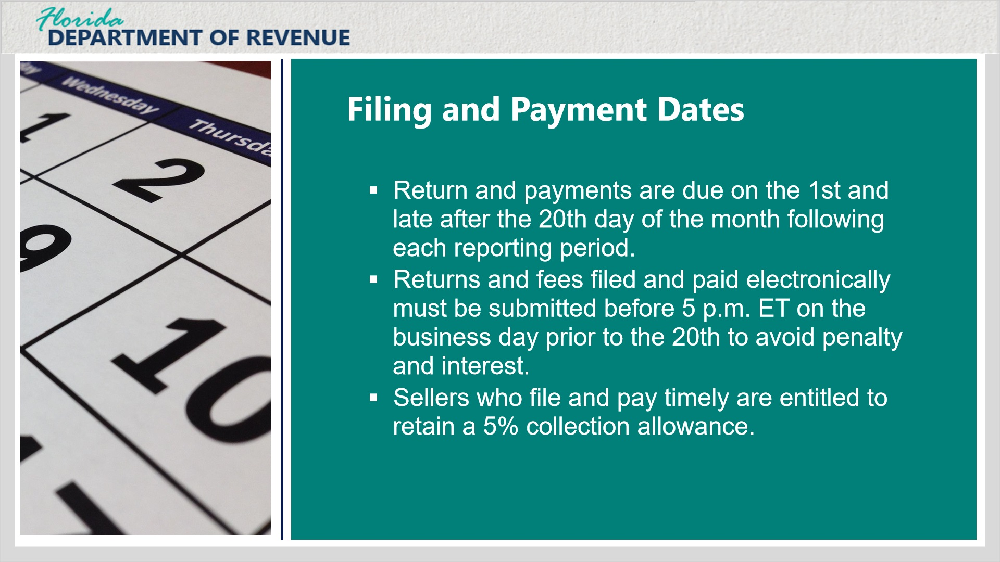 Florida
DEPARTMENT OF REVENUE
day
Wednesday
Thursda
1
2
9
10
1
Filing and Payment Dates
▪ Return and payments are due on the 1st and
late after the 20th day of the month following
each reporting period.
▪ Returns and fees filed and paid electronically
must be submitted before 5 p.m. ET on the
business day prior to the 20th to avoid penalty
and interest.
▪ Sellers who file and pay timely are entitled to
retain a 5% collection allowance.